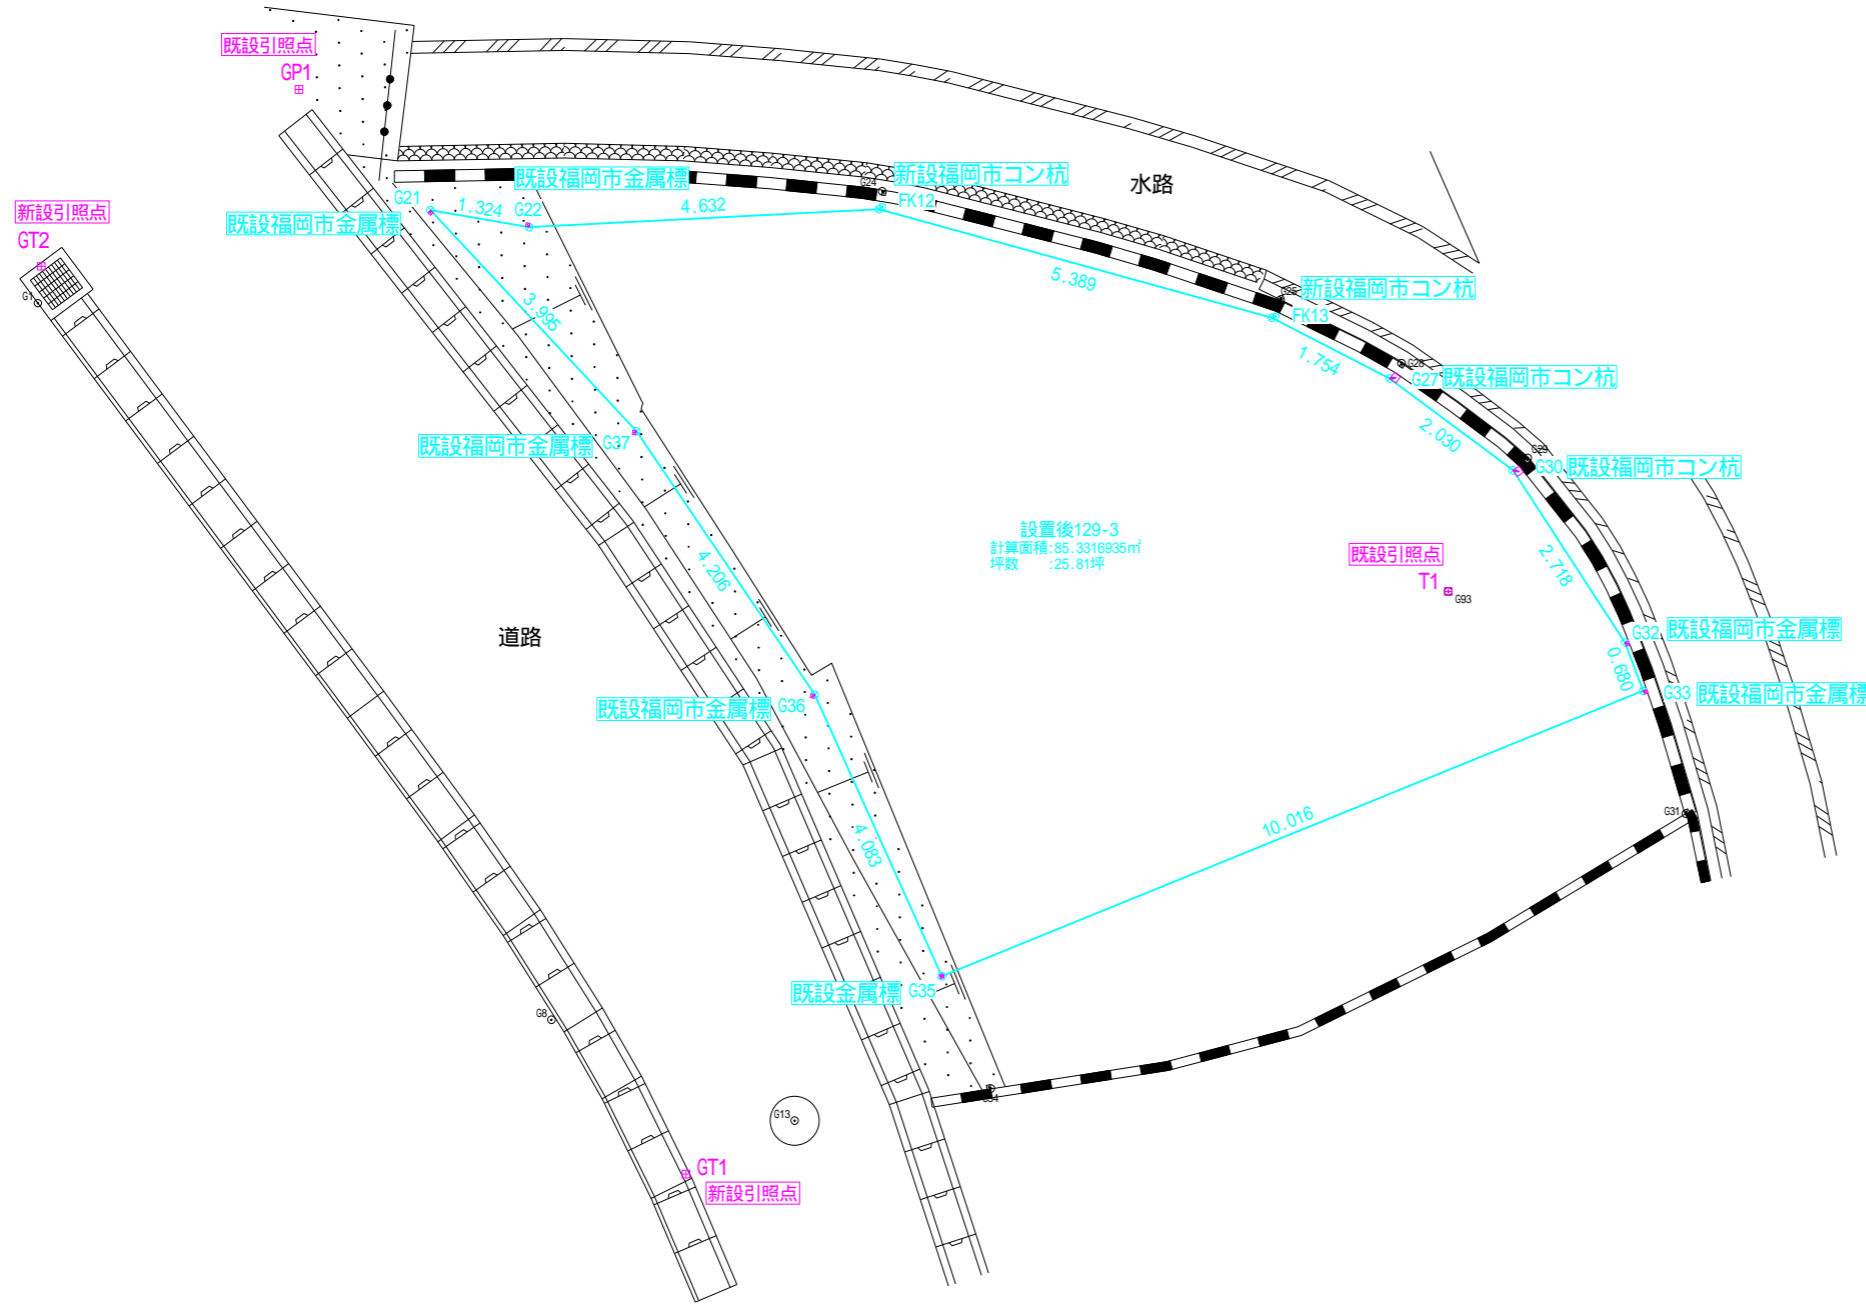 既設引照点
GP1
新設引照点
GT2
G1
既設福岡市金属標
G21
1.324
既設福岡市金属標
G22
4.632
G24
新設福岡市コン杭
FK12
水路
5.389
G25
新設福岡市コン杭
FK13
1.754
G28
G27
既設福岡市コン杭
2.030
G29
G30
既設福岡市コン杭
3.995
既設福岡市金属標
G37
設置後129-3
計算面積:85.3316935㎡
坪数 :25.81坪
既設引照点
T1
G93
2.718
G32
既設福岡市金属標
0.680
G33
既設福岡市金属標
4.206
道路
既設福岡市金属標
G36
10.016
G31
4.083
既設金属標
G35
G8
G13
GT1
新設引照点